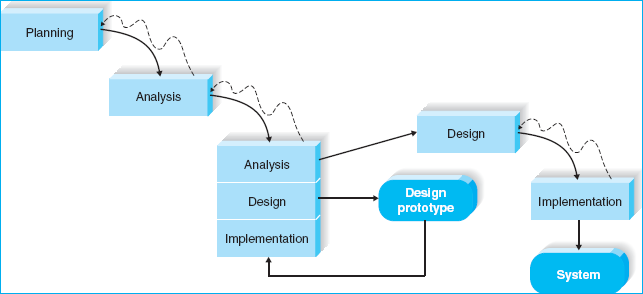 Planning
Analysis
Analysis
Design
Implementation
Design
prototype
Design
Implementation
System